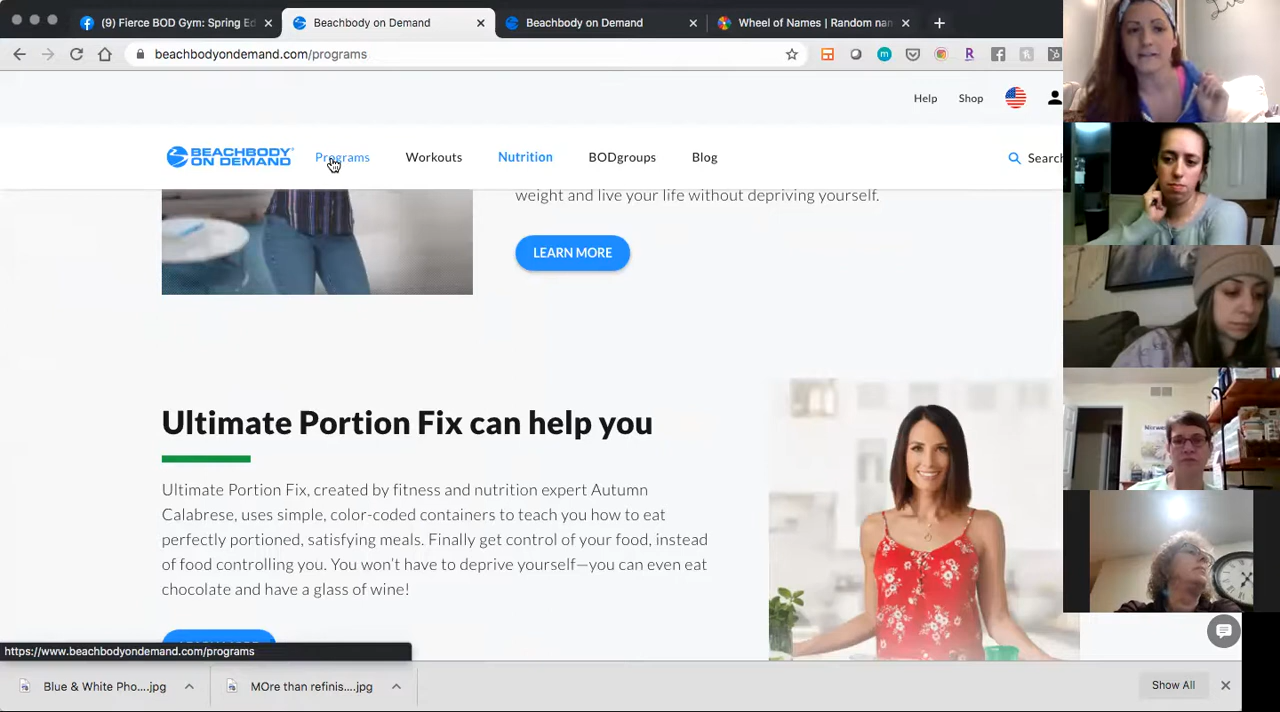 (9) Fierce BOD Gym: Spring Ed
Beachbody on Demand
Beachbody on Demand
Wheel of Names | Random nan
beachbodyondemand.com/programs
Help
Shop
BEACHBODY
ON DEMAND
Programs
Workouts
Nutrition
BODgroups
Blog
Search
weight and live your life without depriving yourself.
LEARN MORE
Ultimate Portion Fix can help you
Ultimate Portion Fix, created by fitness and nutrition expert Autumn
Calabrese, uses simple, color-coded containers to teach you how to eat
perfectly portioned, satisfying meals. Finally get control of your food, instead
of food controlling you. You won't have to deprive yourself—you can even eat
chocolate and have a glass of wine!
https://www.beachbodyondemand.com/programs
Blue & White Pho....jpg
MOre than refinis....jpg
Show All